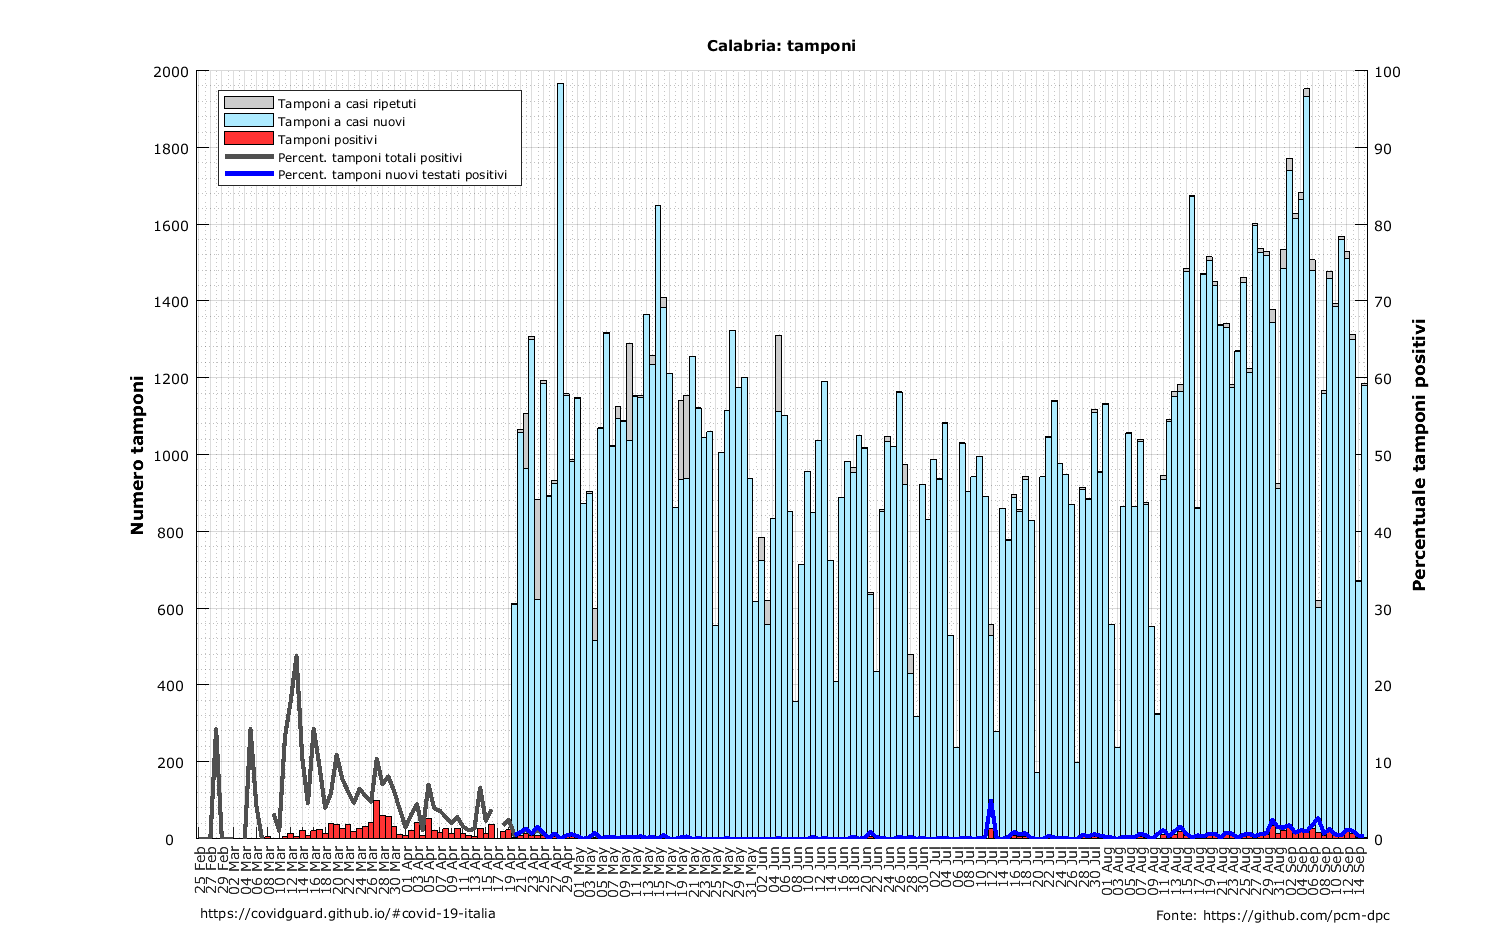 Calabria: tamponi
2000
1800
1600
1400
1200
1000
800
600
400
200
0
Numero tamponi
Tamponi a casi ripetuti
Tamponi a casi nuovi
Tamponi positivi
Percent. tamponi totali positivi
Percent. tamponi nuovi testati positivi
100
90
80
70
60
50
40
30
20
10
0
Percentuale tamponi positivi
25 Feb
27 Feb
29 Feb
02 Mar
04 Mar
06 Mar
08 Mar
10 Mar
12 Mar
14 Mar
16 Mar
18 Mar
20 Mar
22 Mar
24 Mar
26 Mar
28 Mar
30 Mar
01 Apr
03 Apr
05 Apr
07 Apr
09 Apr
11 Apr
13 Apr
15 Apr
17 Apr
19 Apr
21 Apr
23 Apr
25 Apr
27 Apr
29 Apr
01 May
03 May
05 May
07 May
09 May
11 May
13 May
15 May
17 May
19 May
21 May
23 May
25 May
27 May
29 May
31 May
02 Jun
04 Jun
06 Jun
08 Jun
10 Jun
12 Jun
14 Jun
16 Jun
18 Jun
20 Jun
22 Jun
24 Jun
26 Jun
28 Jun
30 Jun
02 Jul
04 Jul
06 Jul
08 Jul
10 Jul
12 Jul
14 Jul
16 Jul
18 Jul
20 Jul
22 Jul
24 Jul
26 Jul
28 Jul
30 Jul
01 Aug
03 Aug
05 Aug
07 Aug
09 Aug
11 Aug
13 Aug
15 Aug
17 Aug
19 Aug
21 Aug
23 Aug
25 Aug
27 Aug
29 Aug
31 Aug
02 Sep
04 Sep
06 Sep
08 Sep
10 Sep
12 Sep
14 Sep
https://covidguard.github.io/#covid-19-italia
Fonte: https://github.com/pcm-dpc